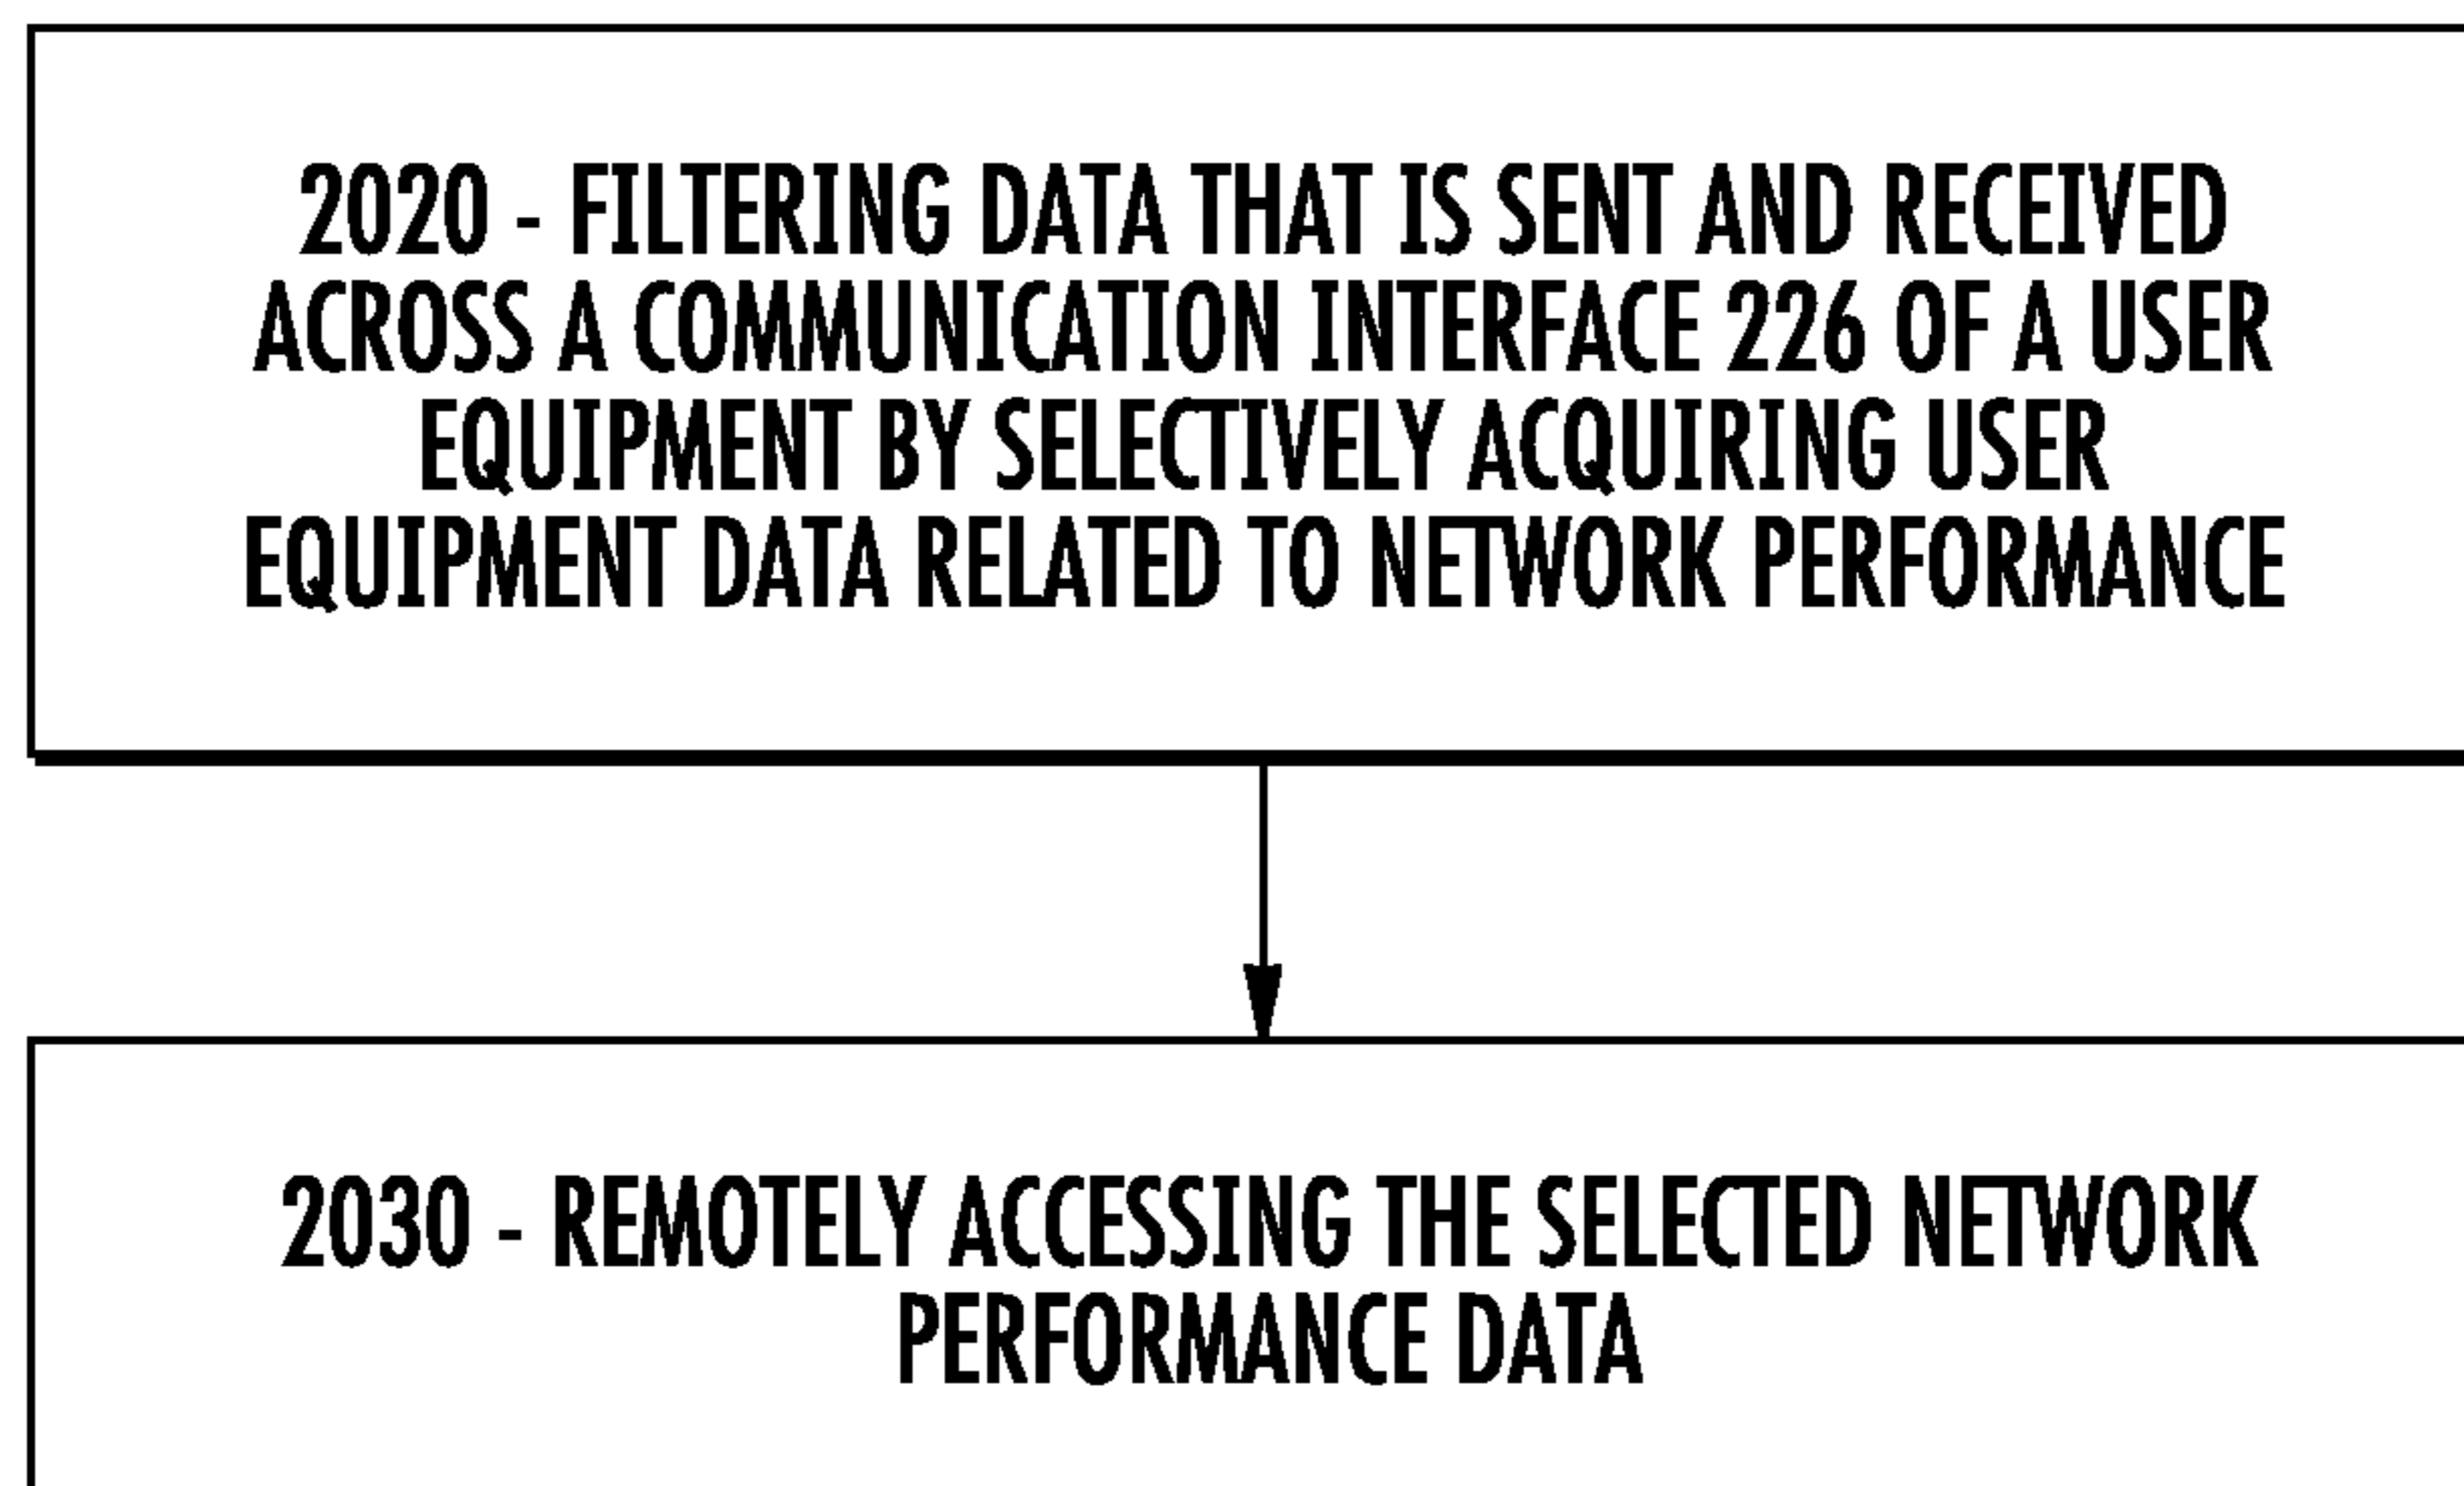 2020 - FILTERING DATA THAT IS SENT AND RECEIVED
ACROSS A COMMUNICATION INTERFACE 226 OF A USER
EQUIPMENT BY SELECTIVELY ACQUIRING USER
EQUIPMENT DATA RELATED TO NETWORK PERFORMANCE
2030 - REMOTELY ACCESSING THE SELECTED NETWORK
PERFORMANCE DATA